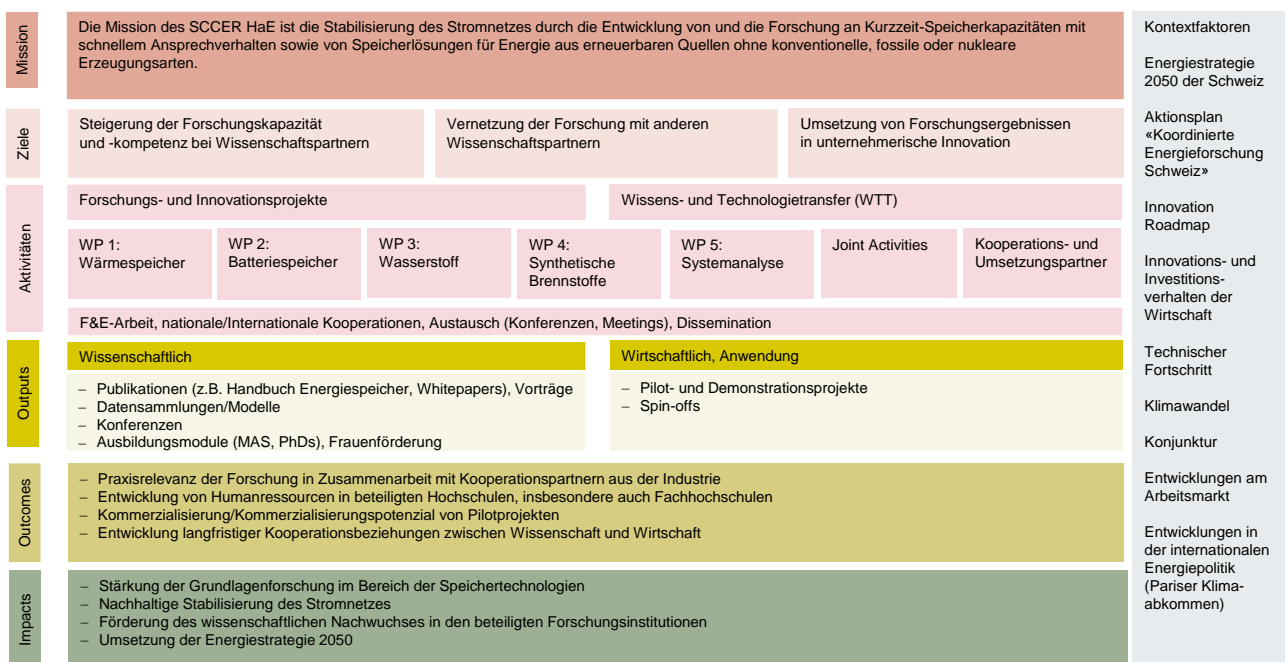 Mission
Die Mission des SCCER HaE ist die Stabilisierung des Stromnetzes durch die Entwicklung von und die Forschung an Kurzzeit-Speicherkapazitäten mit
schnellem Ansprechverhalten sowie von Speicherlösungen für Energie aus erneuerbaren Quellen ohne konventionelle, fossile oder nukleare
Erzeugungsarten.
Ziele
Steigerung der Forschungskapazität
und -kompetenz bei Wissenschaftspartnern
Vernetzung der Forschung mit anderen
Wissenschaftspartnern
Umsetzung von Forschungsergebnissen
in unternehmerische Innovation
Aktivitäten
Forschungs- und Innovationsprojekte
Wissens- und Technologietransfer (WTT)
WP 1:
Wärmespeicher
WP 2:
Batteriespeicher
WP 3:
Wasserstoff
WP 4:
Synthetische
Brennstoffe
WP 5:
Systemanalyse
Joint Activities
Kooperations- und
Umsetzungspartner
F&E-Arbeit, nationale/Internationale Kooperationen, Austausch (Konferenzen, Meetings), Dissemination
Outputs
Wissenschaftlich
– Publikationen (z.B. Handbuch Energiespeicher, Whitepapers), Vorträge
– Datensammlungen/Modelle
– Konferenzen
– Ausbildungsmodule (MAS, PhDs), Frauenförderung
Wirtschaftlich, Anwendung
– Pilot- und Demonstrationsprojekte
– Spin-offs
Outcomes
– Praxisrelevanz der Forschung in Zusammenarbeit mit Kooperationspartnern aus der Industrie
– Entwicklung von Humanressourcen in beteiligten Hochschulen, insbesondere auch Fachhochschulen
– Kommerzialisierung/Kommerzialisierungspotenzial von Pilotprojekten
– Entwicklung langfristiger Kooperationsbeziehungen zwischen Wissenschaft und Wirtschaft
Impacts
– Stärkung der Grundlagenforschung im Bereich der Speichertechnologien
– Nachhaltige Stabilisierung des Stromnetzes
– Förderung des wissenschaftlichen Nachwuchses in den beteiligten Forschungsinstitutionen
– Umsetzung der Energiestrategie 2050
Kontextfaktoren
Energiestrategie
2050 der Schweiz
Aktionsplan
«Koordinierte
Energieforschung
Schweiz»
Innovation
Roadmap
Innovations- und
Investitions-
verhalten der
Wirtschaft
Technischer
Fortschritt
Klimawandel
Konjunktur
Entwicklungen am
Arbeitsmarkt
Entwicklungen in
der internationalen
Energiepolitik
(Pariser Klima-
abkommen)